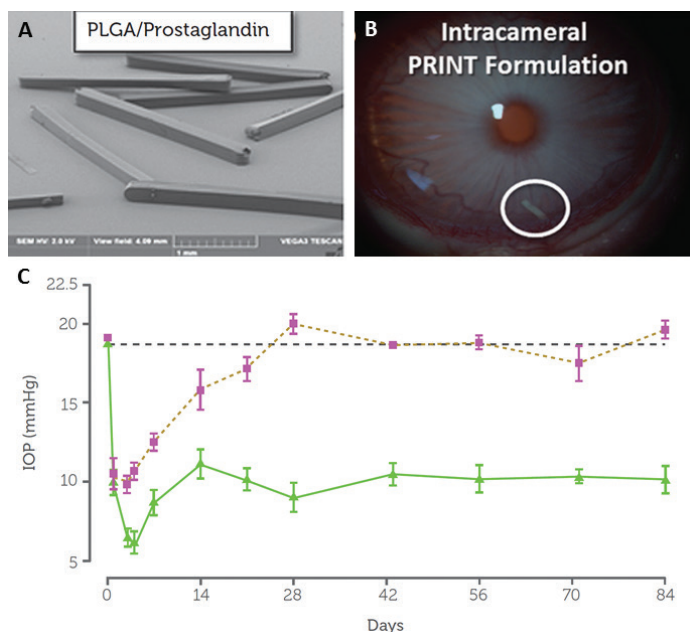 A
PLGA/Prostaglandin
SEM HV: 2.0 kV
View field: 4.09 mm
1 mm
VEGA3 TESCAN
B
Intracameral
PRINT Formulation
C
22.5
20
15
10
5
IOP (mmHg)
0 14 28 42 56 70 84
Days